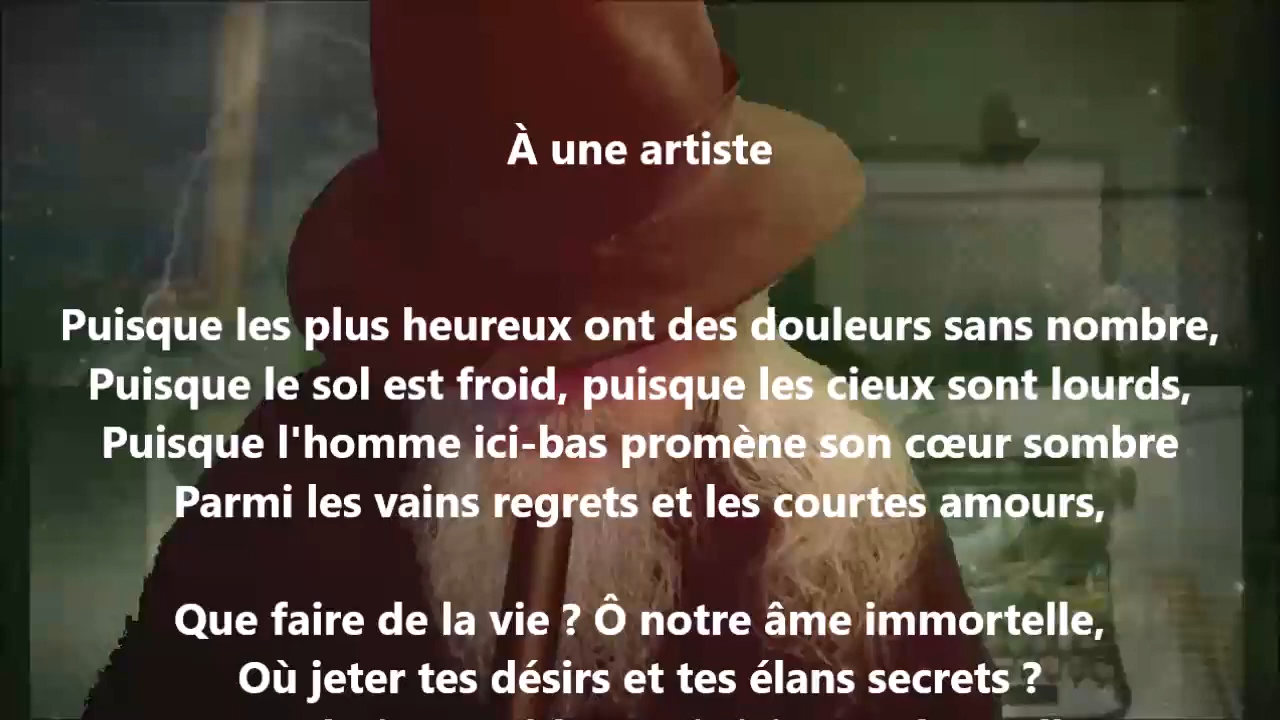 À une artiste
Puisque les plus heureux ont des douleurs sans nombre,
Puisque le sol est froid, puisque les cieux sont lourds,
Puisque l'homme ici-bas promène son cœur sombre
Parmi les vains regrets et les courtes amours,
Que faire de la vie ? Ô notre âme immortelle,
Où jeter tes désirs et tes élans secrets ?